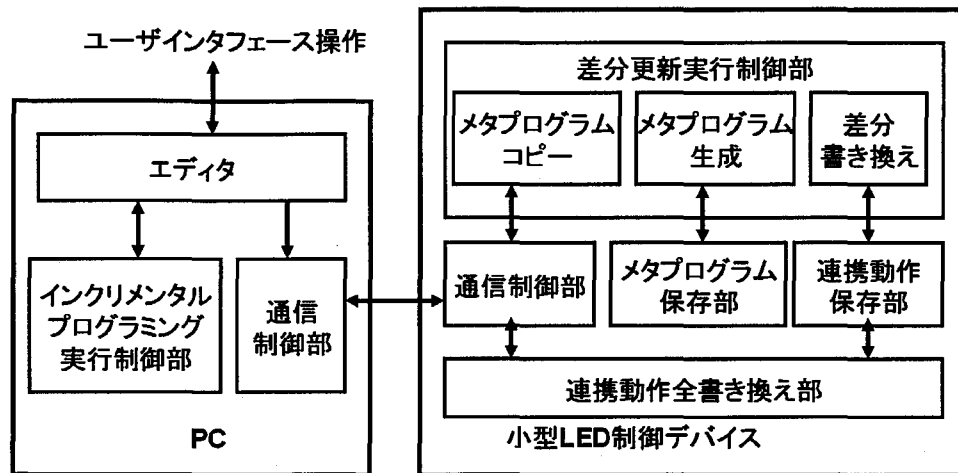 ユーザインタフェース操作
エディタ
インクリメンタル
プログラミング
実行制御部
通信
制御部
PC
差分更新実行制御部
メタプログラム
コピー
メタプログラム
生成
差分
書き換え
通信制御部
メタプログラム
保存部
連携動作
保存部
連携動作全書き換え部
小型LED制御デバイス